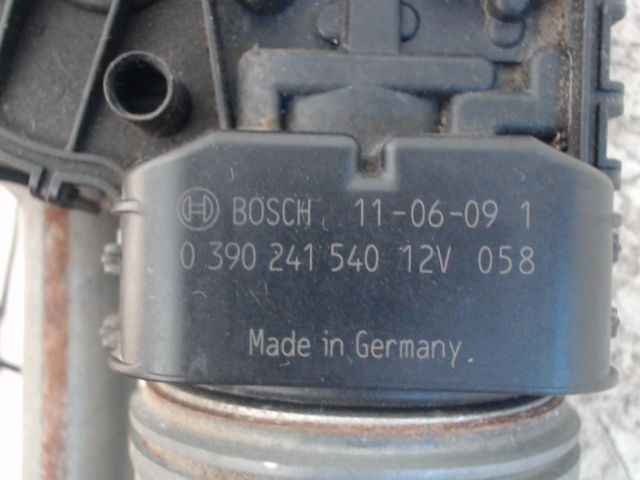 BOSCH 11-06-09 1
0 390 241 540 12V 058
Made in Germany.